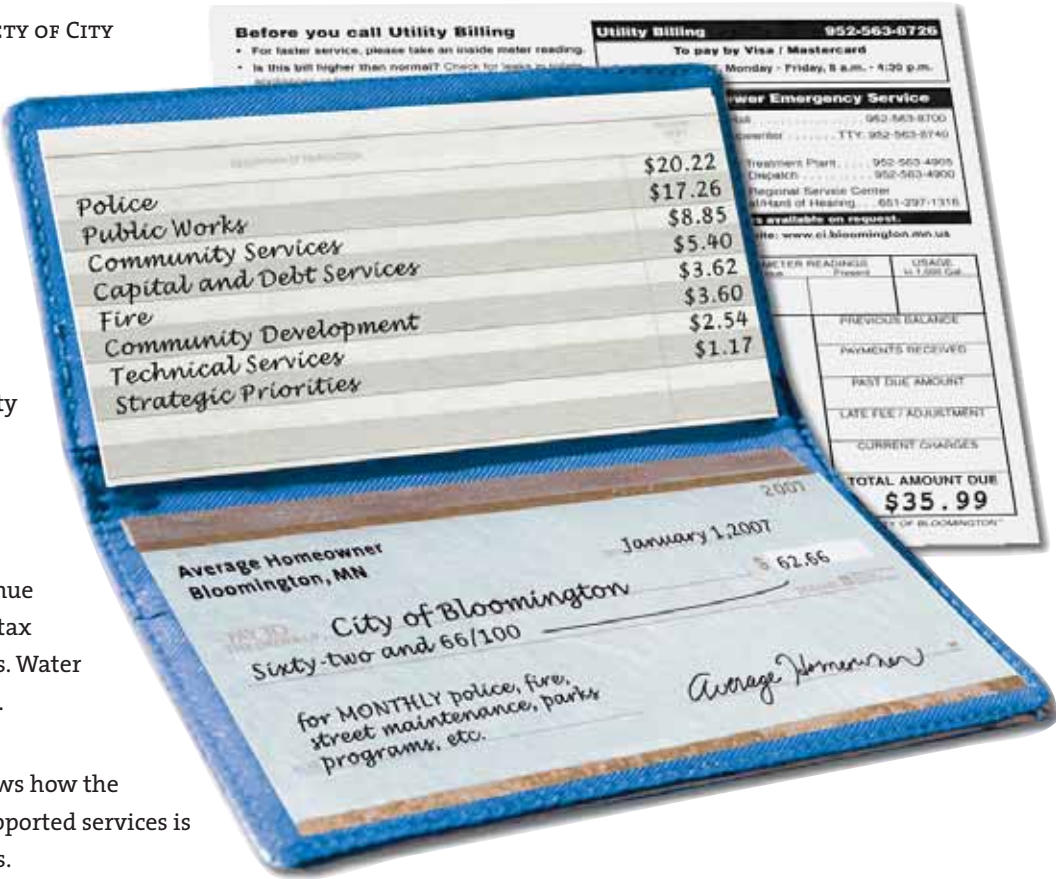 ETY OF CITY
ty
nue
tax
s. Water
.
ws how the
pported services is
s.
Before you call Utility Billing
• For faster service, please take an inside meter reading.
• Is this bill higher than normal? Check for leaks in toilets
Utility Billing 952-563-8726
To pay by Visa / Mastercard
Monday - Friday, 8 a.m. - 4:30 p.m.
wer Emergency Service
952-563-8700
TTY: 952-563-8740
Treatment Plant 952-563-4905
Dispatch 952-563-4900
Regional Service Center
al/Hard of Hearing 651-297-1316
s available on request.
ite: www.ci.bloomington.mn.us
METER READINGS
Present
USAGE
In 1,000 Gal.
PREVIOUS BALANCE
PAYMENTS RECEIVED
PAST DUE AMOUNT
LATE FEE / ADJUSTMENT
CURRENT CHARGES
TOTAL AMOUNT DUE
$35.99
Y OF BLOOMINGTON
Police $20.22
Public Works $17.26
Community Services $8.85
Capital and Debt Services $5.40
Fire $3.62
Community Development $3.60
Technical Services $2.54
Strategic Priorities $1.17
2007
Average Homeowner
Bloomington, MN
January 1, 2007
PAY TO
City of Bloomington $ 62.66
Sixty-two and 66/100
for MONTHLY police, fire,
street maintenance, parks
programs, etc.
Average Homeowner